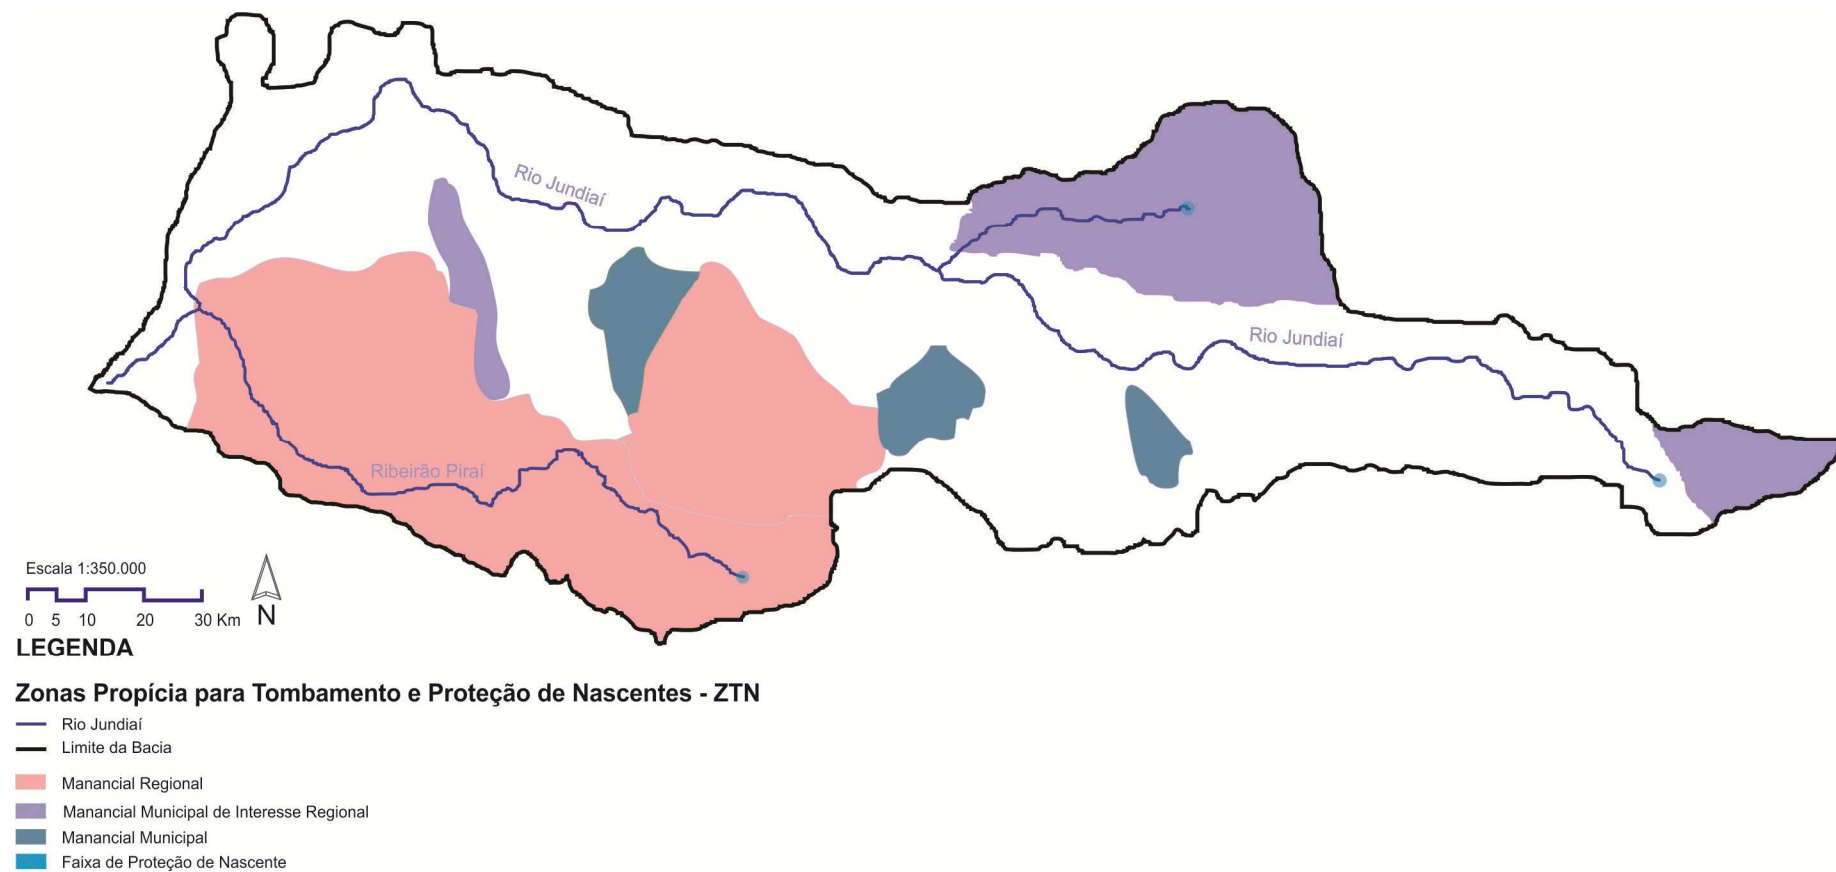 Rio Jundiaí
Rio Jundiaí
Ribeirão Piraí
Escala 1:350.000
0 5 10 20 30 Km
N
LEGENDA
Zonas Propícia para Tombamento e Proteção de Nascentes - ZTN
Rio Jundiaí
Limite da Bacia
Manancial Regional
Manancial Municipal de Interesse Regional
Manancial Municipal
Faixa de Proteção de Nascente